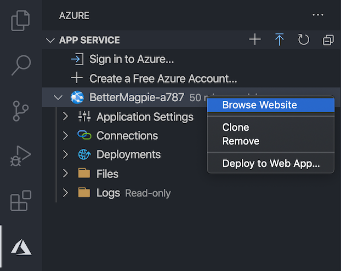 AZURE
APP SERVICE
Sign in to Azure...
Create a Free Azure Account...
BetterMagpie-a787 50
Browse Website
Application Settings
Clone
Connections
Remove
Deployments
Deploy to Web App...
Files
Logs Read-only